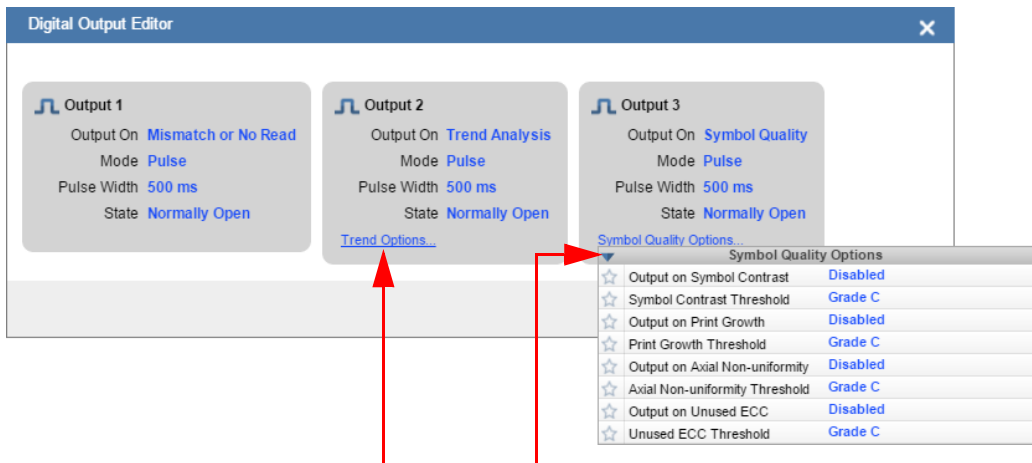 Digital Output Editor
Output 1
Output On Mismatch or No Read
Mode Pulse
Pulse Width 500 ms
State Normally Open
Output 2
Output On Trend Analysis
Mode Pulse
Pulse Width 500 ms
State Normally Open
Trend Options...
Output 3
Output On Symbol Quality
Mode Pulse
Pulse Width 500 ms
State Normally Open
Symbol Quality Options...
Symbol Quality Options
Output on Symbol Contrast Disabled
Symbol Contrast Threshold Grade C
Output on Print Growth Disabled
Print Growth Threshold Grade C
Output on Axial Non-uniformity Disabled
Axial Non-uniformity Threshold Grade C
Output on Unused ECC Disabled
Unused ECC Threshold Grade C